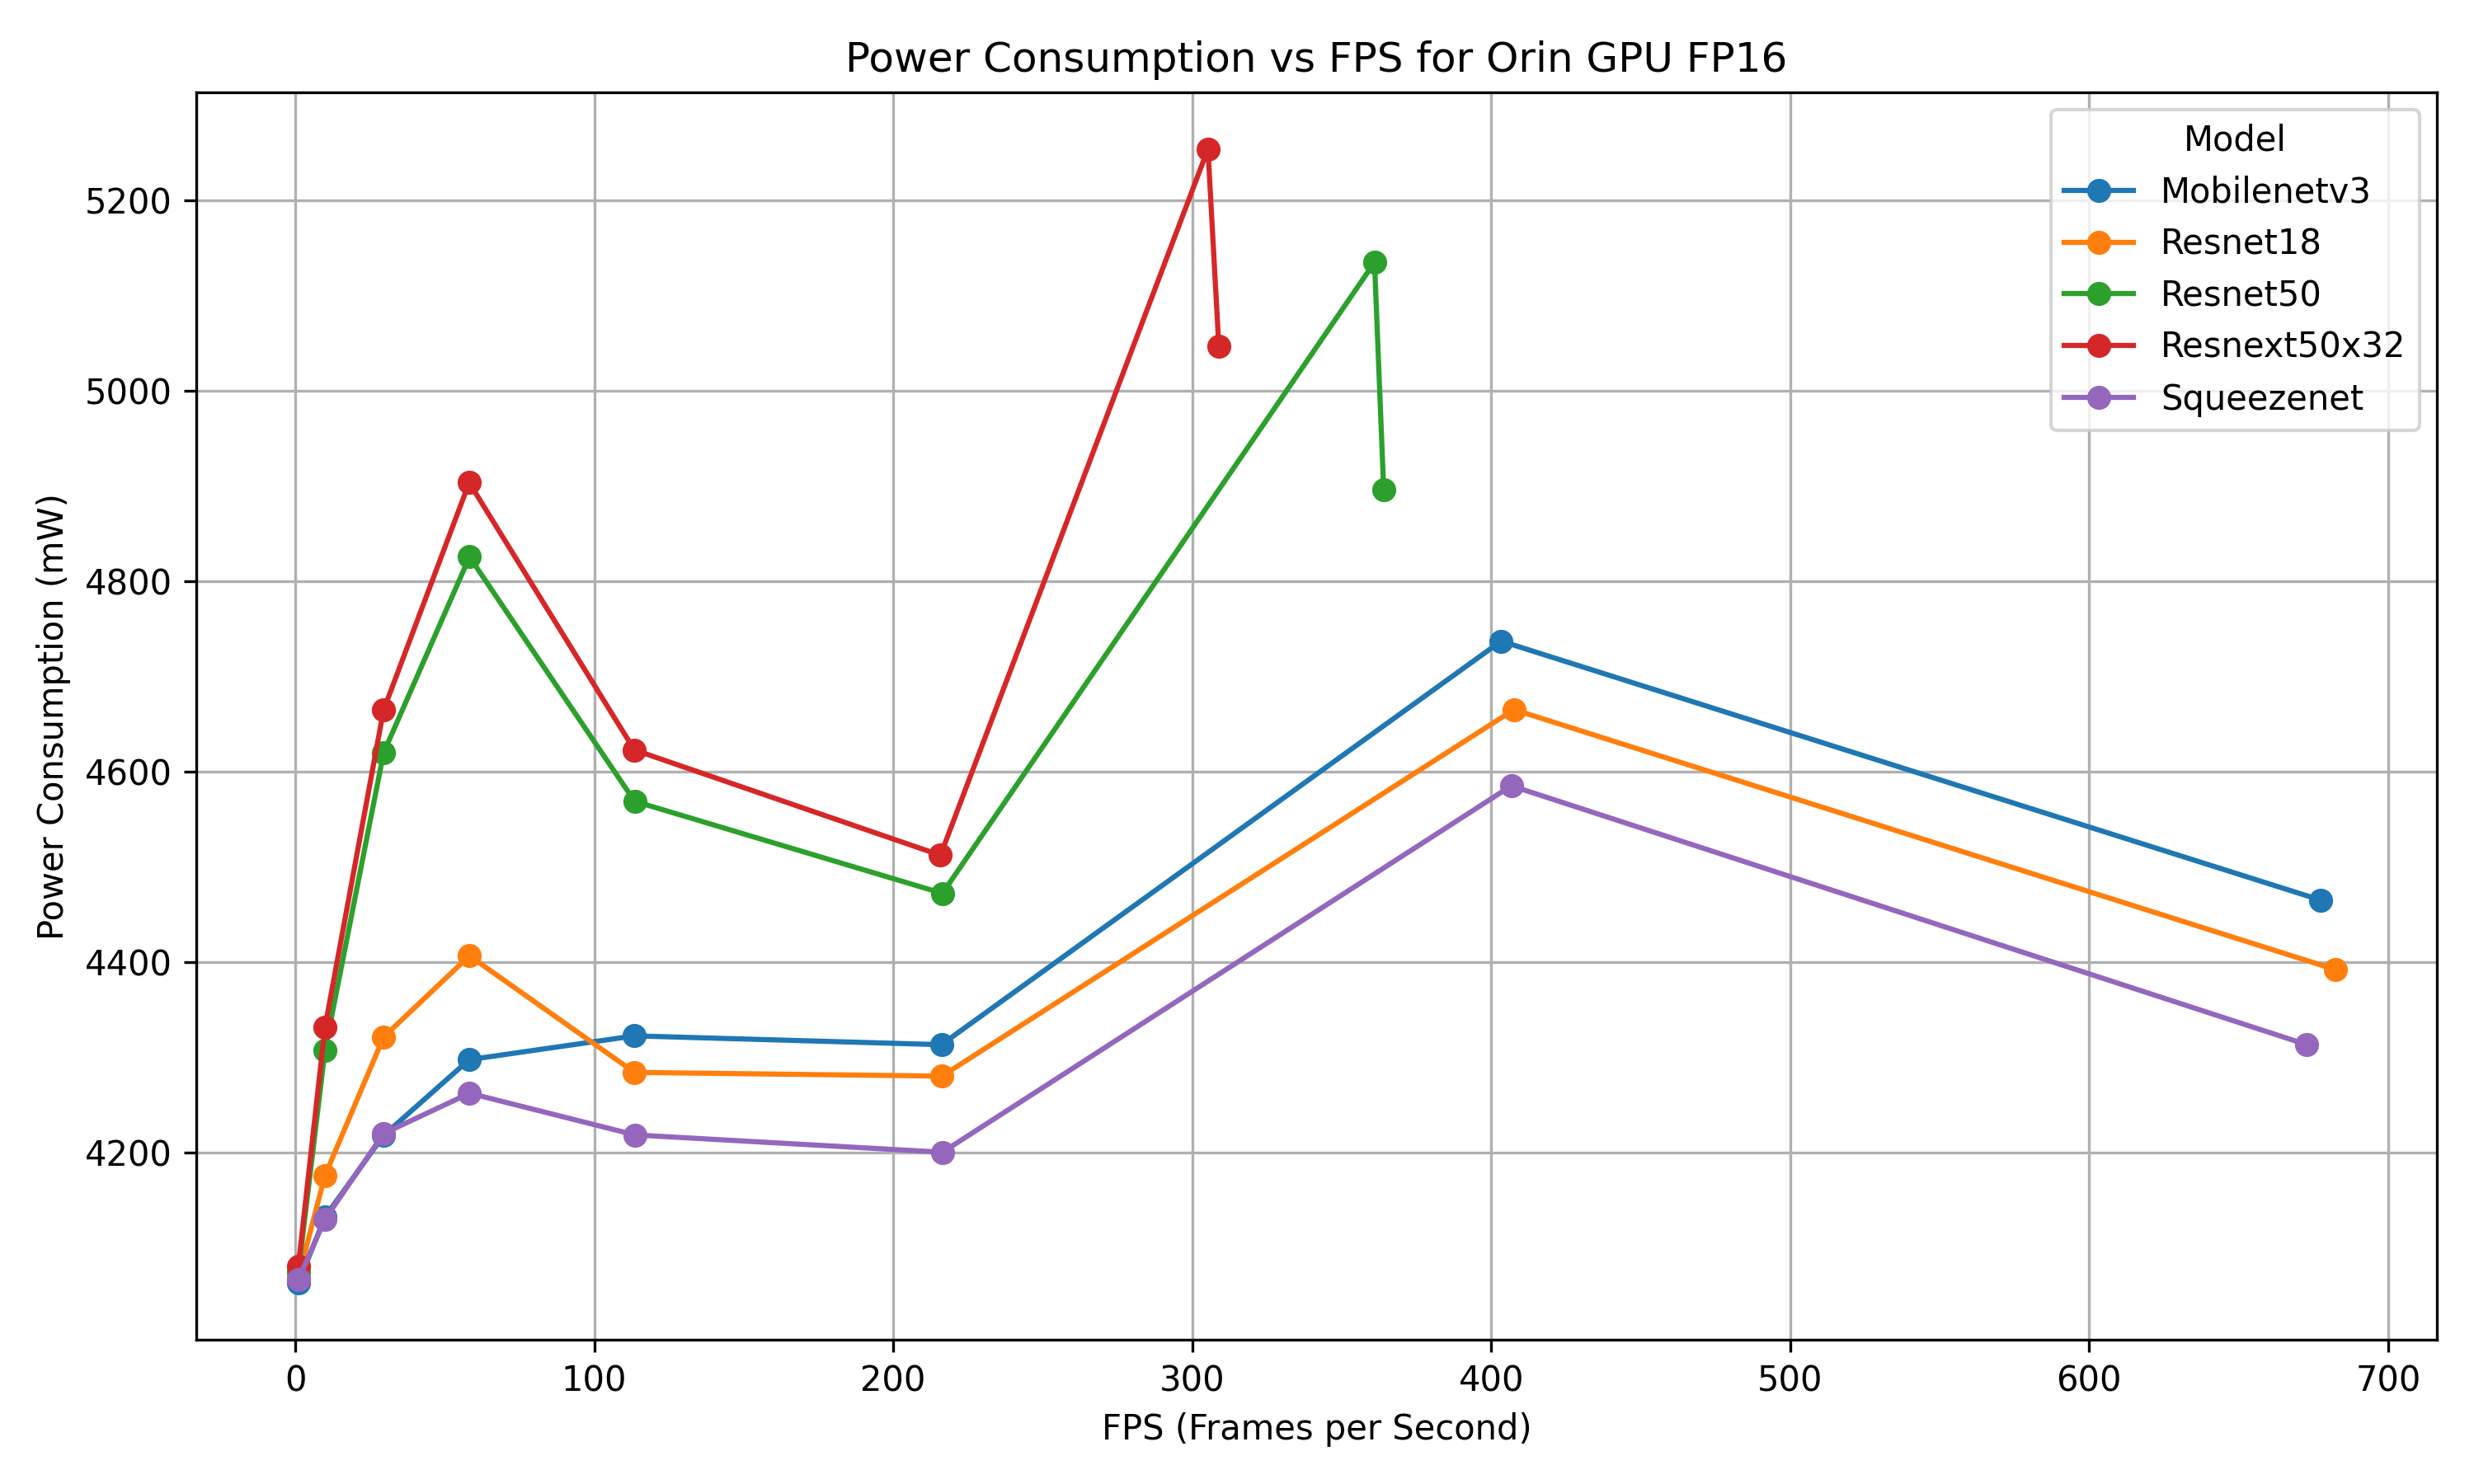 Power Consumption vs FPS for Orin GPU FP16
Model
Mobilenetv3
Resnet18
Resnet50
Resnext50x32
Squeezenet
Power Consumption (mW)
5200
5000
4800
4600
4400
4200
0 100 200 300 400 500 600 700
FPS (Frames per Second)